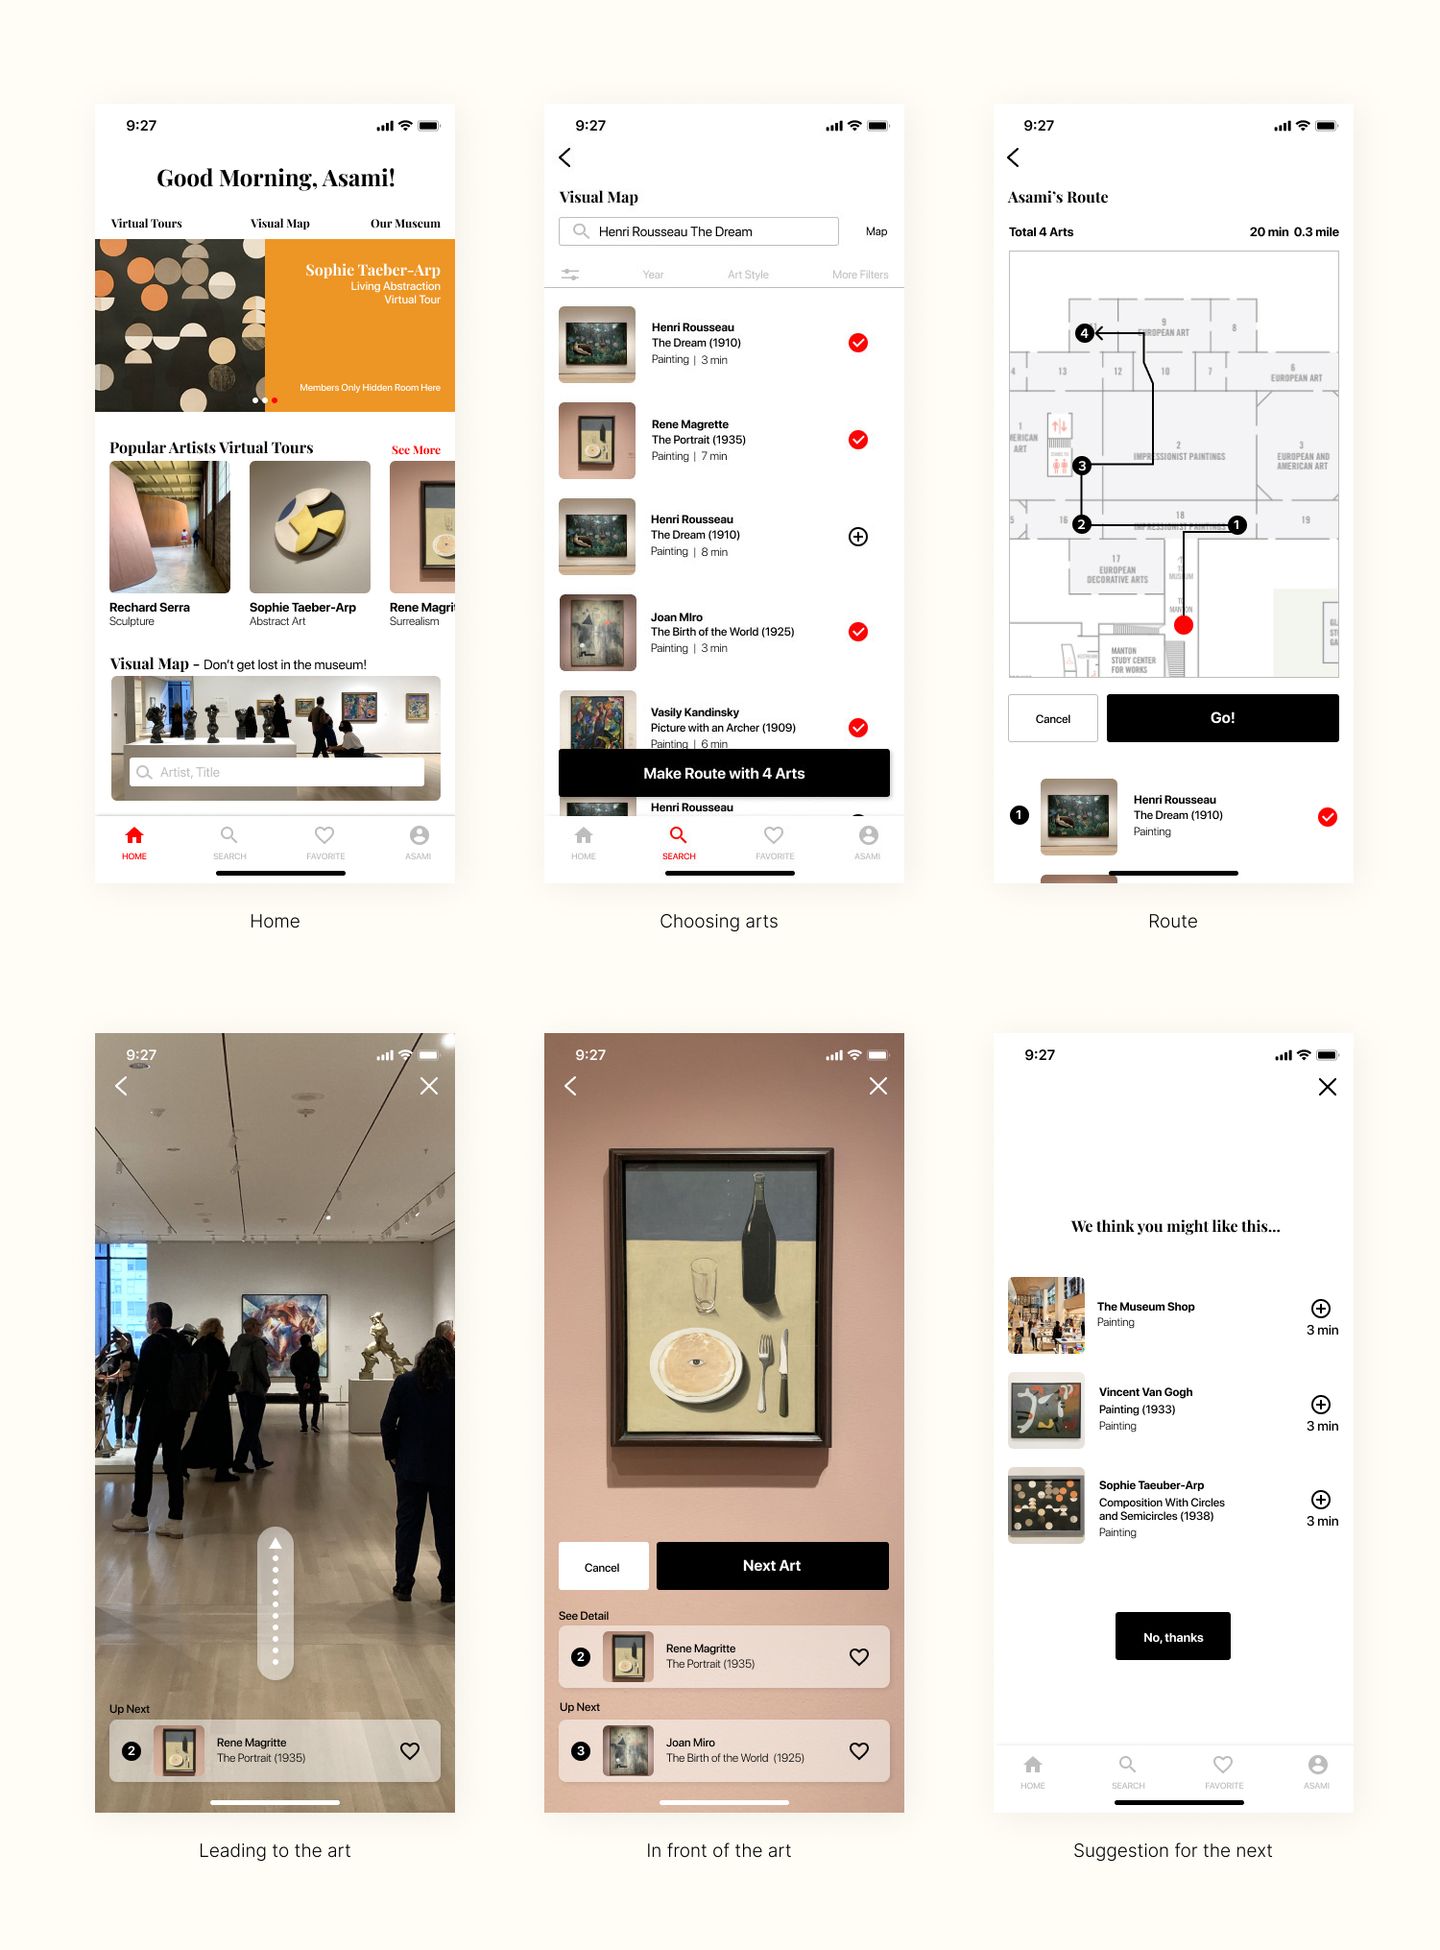 9:27
Good Morning, Asami!
Virtual Tours Visual Map Our Museum
Sophie Taeber-Arp
Living Abstraction
Virtual Tour
Members Only Hidden Room Here
Popular Artists Virtual Tours See More
Rechard Serra Sophie Taeber-Arp Rene Magrit
Sculpture Abstract Art Surrealism
Visual Map - Don't get lost in the museum!
Artist, Title
HOME SEARCH FAVORITE ASAMI
Home
9:27
Visual Map
Henri Rousseau The Dream Map
Year Art Style More Filters
Henri Rousseau
The Dream (1910)
Painting | 3 min
Rene Magrette
The Portrait (1935)
Painting | 7 min
Henri Rousseau
The Dream (1910)
Painting | 8 min
Joan MIro
The Birth of the World (1925)
Painting | 3 min
Vasily Kandinsky
Picture with an Archer (1909)
Painting | 6 min
Make Route with 4 Arts
Henri Rousseau
HOME SEARCH FAVORITE ASAMI
Choosing arts
9:27
Asami's Route
Total 4 Arts 20 min 0.3 mile
9
EUROPEAN ART
8
4
4 13 12 10 7
6
EUROPEAN ART
1
ERICAN
ART
2
IMPRESSIONIST PAINTINGS
3
EUROPEAN AND
AMERICAN ART
3
5 16 2
18
IMPRESSIONIST PAINTINGS
1
19
17
EUROPEAN
DECORATIVE ARTS
TO
MUSEUM
TO
MANTON
MANTON
STUDY CENTER
FOR WORKS
Cancel Go!
1
Henri Rousseau
The Dream (1910)
Painting
Route
9:27
Up Next
2
Rene Magritte
The Portrait (1935)
Leading to the art
9:27
Cancel Next Art
See Detail
2
Rene Magritte
The Portrait (1935)
Up Next
3
Joan Miro
The Birth of the World (1925)
In front of the art
9:27
We think you might like this...
The Museum Shop
Painting
3 min
Vincent Van Gogh
Painting (1933)
Painting
3 min
Sophie Taeuber-Arp
Composition With Circles
and Semicircles (1938)
Painting
3 min
No, thanks
HOME SEARCH FAVORITE ASAMI
Suggestion for the next